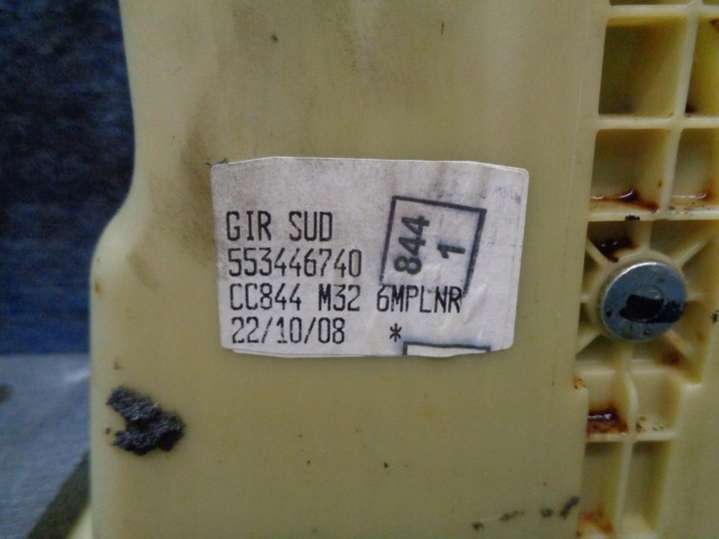 GIR SUD
553446740
CC844 M32 6MPLNR
22/10/08 *
844
1